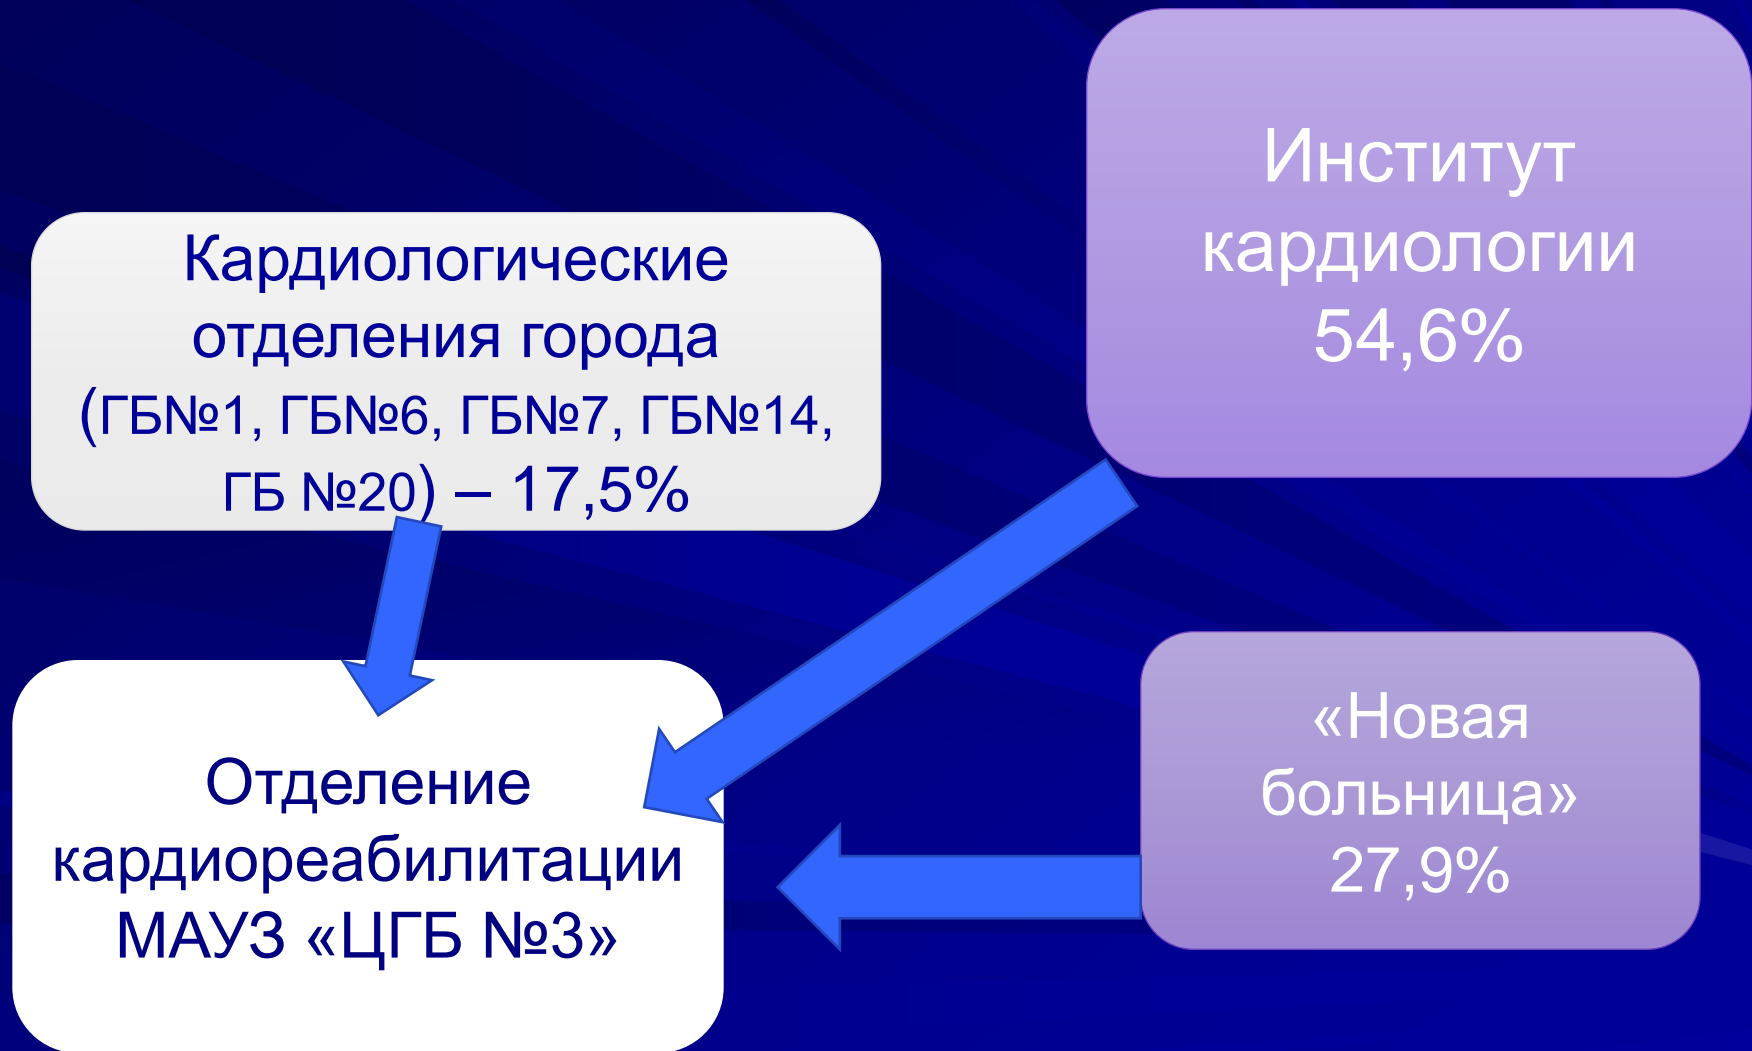 Институт
кардиологии
54,6%
Кардиологические
отделения города
(ГБ№1, ГБ№6, ГБ№7, ГБ№14,
ГБ №20) – 17,5%
«Новая
больница»
27,9%
Отделение
кардиореабилитации
МАУЗ «ЦГБ №3»